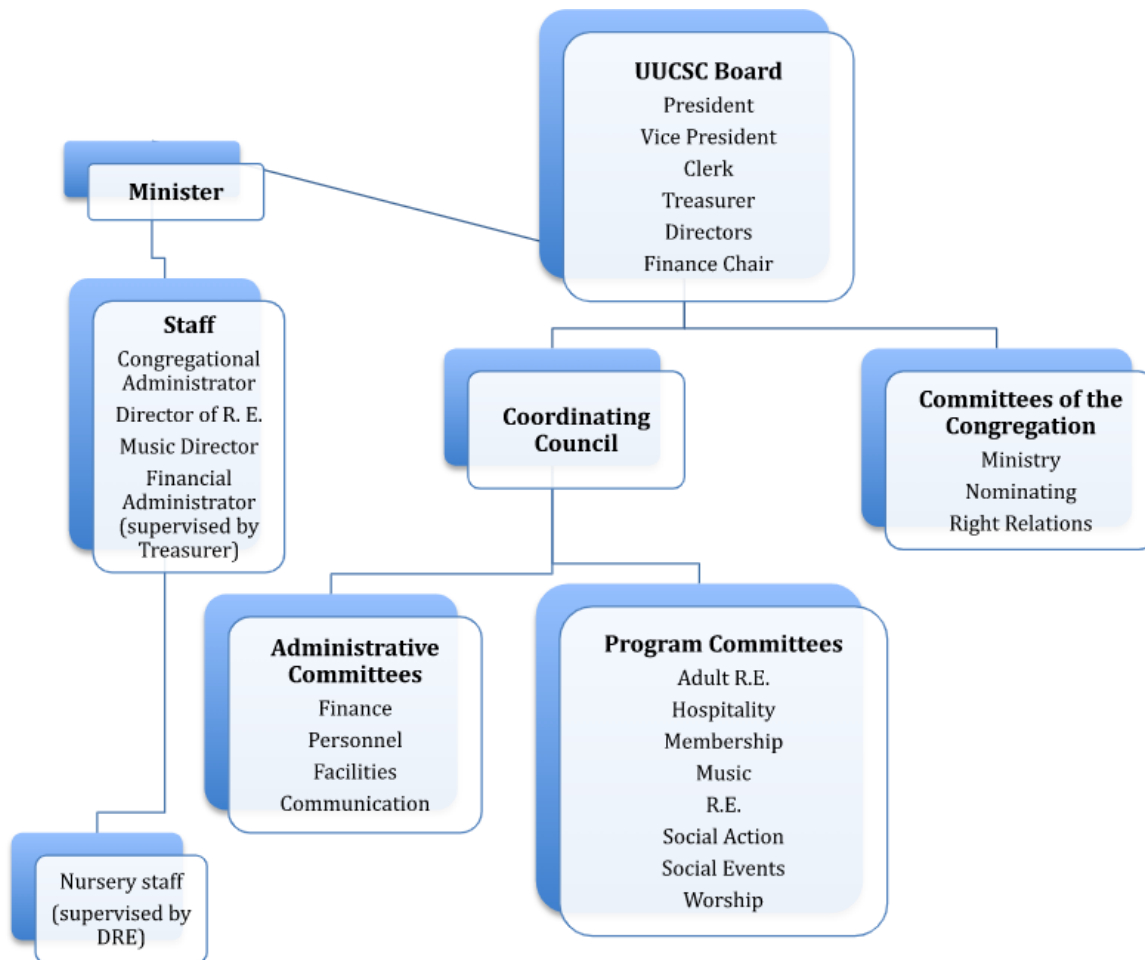 UUCSC Board
President
Vice President
Clerk
Treasurer
Directors
Finance Chair
Minister
Staff
Congregational
Administrator
Director of R. E.
Music Director
Financial
Administrator
(supervised by
Treasurer)
Coordinating
Council
Committees of the
Congregation
Ministry
Nominating
Right Relations
Administrative
Committees
Finance
Personnel
Facilities
Communication
Program Committees
Adult R.E.
Hospitality
Membership
Music
R.E.
Social Action
Social Events
Worship
Nursery staff
(supervised by
DRE)